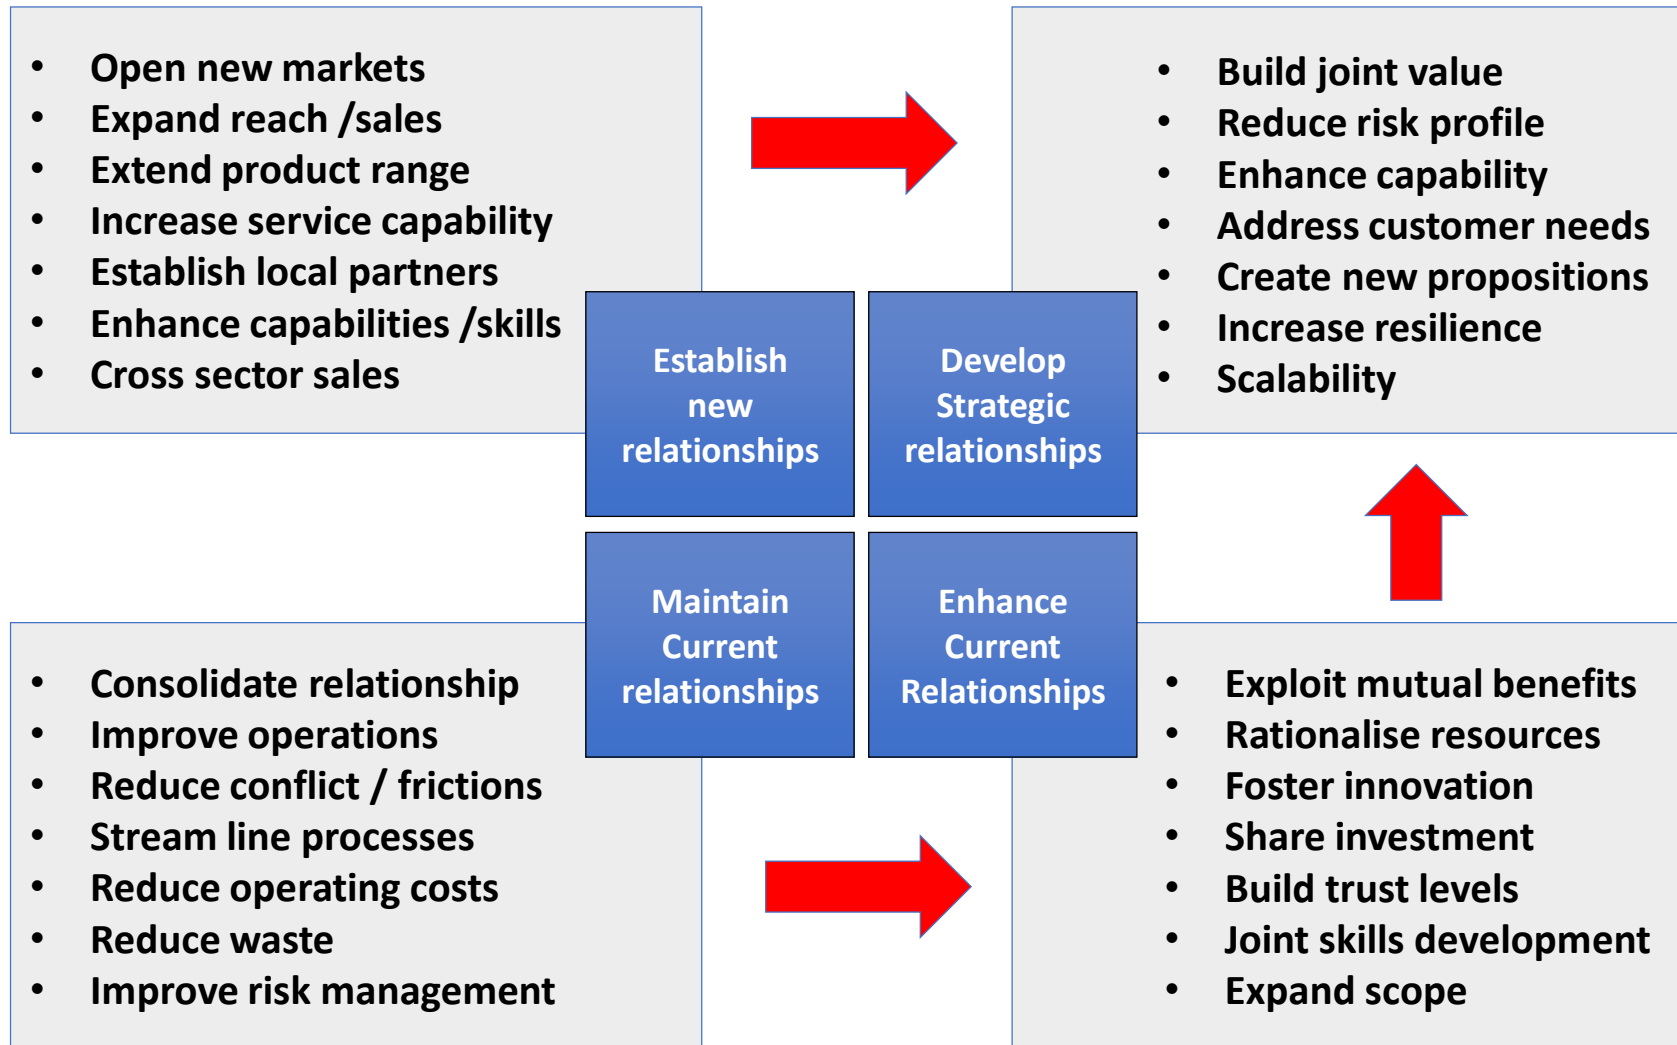 • Open new markets
• Expand reach /sales
• Extend product range
• Increase service capability
• Establish local partners
• Enhance capabilities /skills
• Cross sector sales
• Build joint value
• Reduce risk profile
• Enhance capability
• Address customer needs
• Create new propositions
• Increase resilience
• Scalability
Establish
new
relationships
Develop
Strategic
relationships
Maintain
Current
relationships
Enhance
Current
Relationships
• Consolidate relationship
• Improve operations
• Reduce conflict / frictions
• Stream line processes
• Reduce operating costs
• Reduce waste
• Improve risk management
• Exploit mutual benefits
• Rationalise resources
• Foster innovation
• Share investment
• Build trust levels
• Joint skills development
• Expand scope